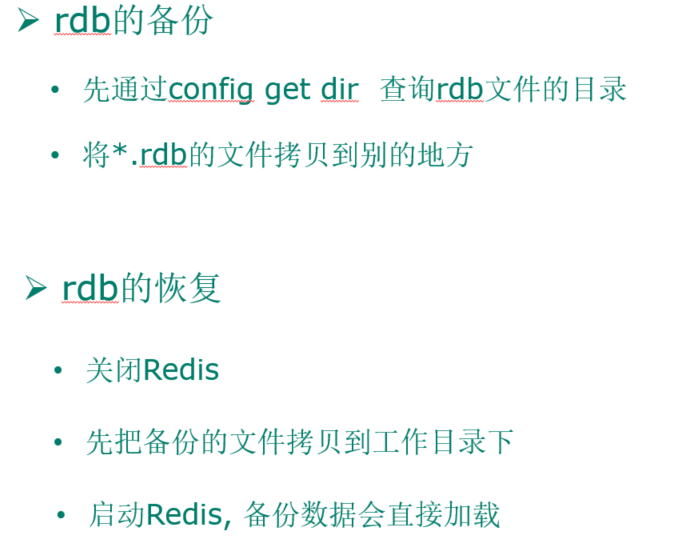 ➢ rdb的备份
• 先通过config get dir 查询rdb文件的目录
• 将*.rdb的文件拷贝到别的地方
➢ rdb的恢复
• 关闭Redis
• 先把备份的文件拷贝到工作目录下
• 启动Redis, 备份数据会直接加载